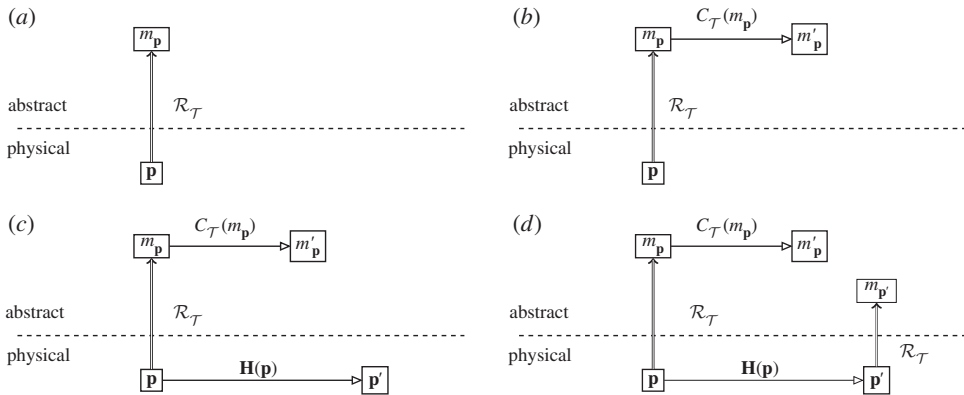 (a)
m_𝐩
abstract
ℛ_𝒯
physical
𝐩
(b)
C_𝒯(m_𝐩)
m_𝐩
m′_𝐩
abstract
ℛ_𝒯
physical
𝐩
(c)
C_𝒯(m_𝐩)
m_𝐩
m′_𝐩
abstract
ℛ_𝒯
physical
𝐇(𝐩)
𝐩
𝐩′
(d)
C_𝒯(m_𝐩)
m_𝐩
m′_𝐩
m_𝐩′
abstract
ℛ_𝒯
physical
ℛ_𝒯
𝐇(𝐩)
𝐩
𝐩′